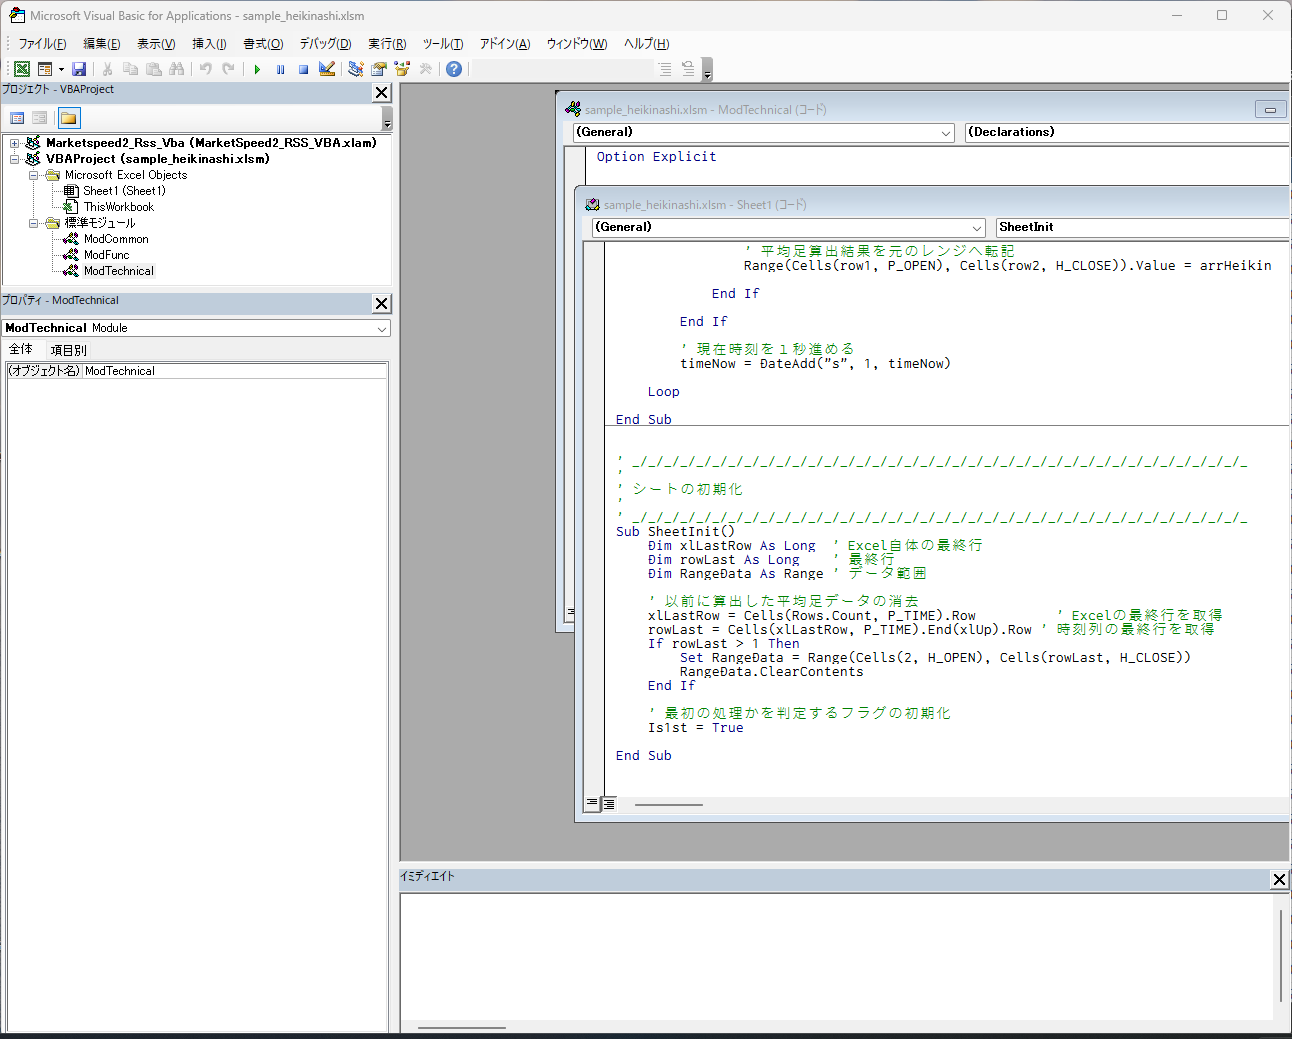 Microsoft Visual Basic for Applications - sample_heikinashi.xlsm
ファイル(F) 編集(E) 表示(V) 挿入(I) 書式(O) デバッグ(D) 実行(R) ツール(T) アドイン(A) ウィンドウ(W) ヘルプ(H)
プロジェクト - VBAProject
Marketspeed2_Rss_Vba (MarketSpeed2_RSS_VBA.xlam)
VBAProject (sample_heikinashi.xlsm)
Microsoft Excel Objects
Sheet1 (Sheet1)
ThisWorkbook
標準モジュール
ModCommon
ModFunc
ModTechnical
プロパティ - ModTechnical
ModTechnical Module
全体 項目別
(オブジェクト名) ModTechnical
sample_heikinashi.xlsm - ModTechnical (コード)
(General) (Declarations)
Option Explicit
sample_heikinashi.xlsm - Sheet1 (コード)
(General) SheetInit
' 平均足算出結果を元のレンジへ転記
Range(Cells(row1, P_OPEN), Cells(row2, H_CLOSE)).Value = arrHeikin
End If
End If
' 現在時刻を１秒進める
timeNow = DateAdd("s", 1, timeNow)
Loop
End Sub
' _/_/_/_/_/_/_/_/_/_/_/_/_/_/_/_/_/_/_/_/_/_/_/_/_/_/_/_/_/_/_/_/_/_/_/_/_/_/_
'
' シートの初期化
'
' _/_/_/_/_/_/_/_/_/_/_/_/_/_/_/_/_/_/_/_/_/_/_/_/_/_/_/_/_/_/_/_/_/_/_/_/_/_/_
Sub SheetInit()
Dim xlLastRow As Long ' Excel自体の最終行
Dim rowLast As Long ' 最終行
Dim RangeData As Range ' データ範囲
' 以前に算出した平均足データの消去
xlLastRow = Cells(Rows.Count, P_TIME).Row ' Excelの最終行を取得
rowLast = Cells(xlLastRow, P_TIME).End(xlUp).Row ' 時刻列の最終行を取得
If rowLast > 1 Then
Set RangeData = Range(Cells(2, H_OPEN), Cells(rowLast, H_CLOSE))
RangeData.ClearContents
End If
' 最初の処理かを判定するフラグの初期化
Is1st = True
End Sub
イミディエイト